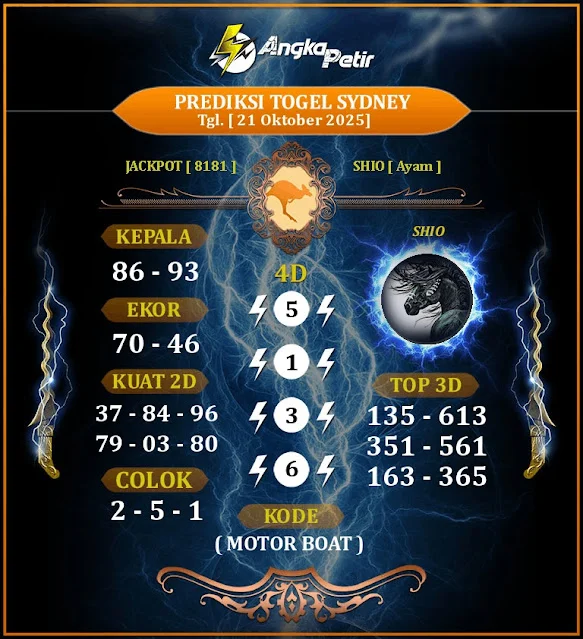 Angka Petir
PREDIKSI TOGEL SYDNEY
Tgl. [ 21 Oktober 2025]
JACKPOT [ 8181 ]
SHIO [ Ayam ]
KEPALA
86 - 93
EKOR
70 - 46
KUAT 2D
37 - 84 - 96
79 - 03 - 80
COLOK
2 - 5 - 1
4D
5
1
3
6
KODE
( MOTOR BOAT )
SHIO
TOP 3D
135 - 613
351 - 561
163 - 365